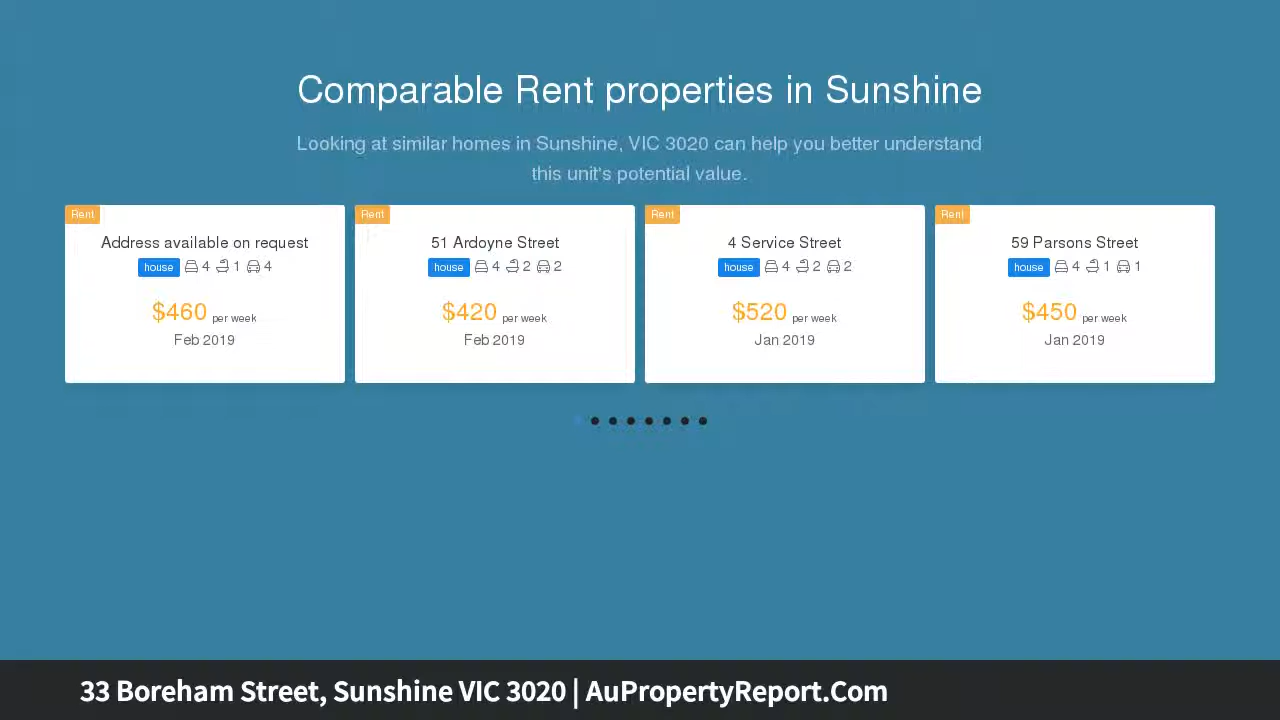 Comparable Rent properties in Sunshine
Looking at similar homes in Sunshine, VIC 3020 can help you better understand
this unit's potential value.
Rent
Address available on request
house 4 1 4
$460 per week
Feb 2019
Rent
51 Ardoyne Street
house 4 2 2
$420 per week
Feb 2019
Rent
4 Service Street
house 4 2 2
$520 per week
Jan 2019
Rent
59 Parsons Street
house 4 1 1
$450 per week
Jan 2019
33 Boreham Street, Sunshine VIC 3020 | AuPropertyReport.Com